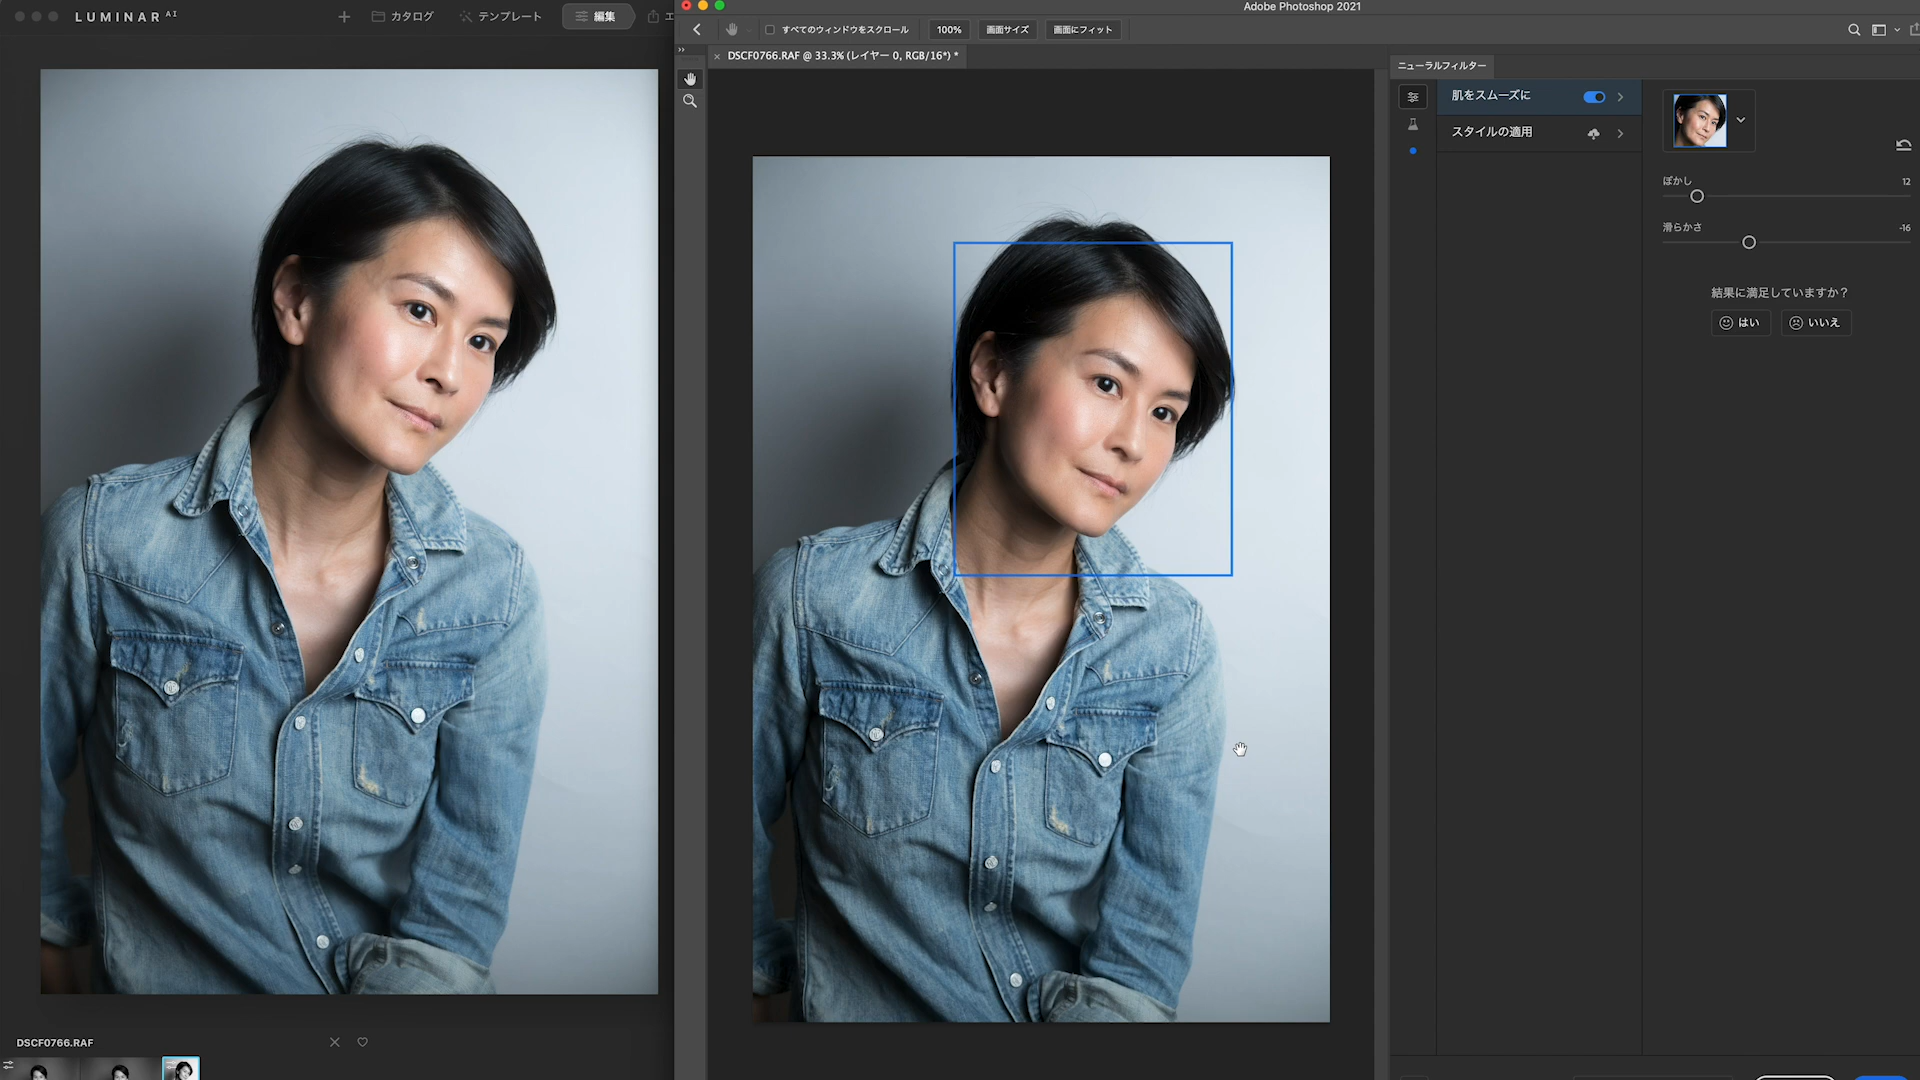 LUMINAR AI
カタログ
テンプレート
編集
エ
Adobe Photoshop 2021
すべてのウィンドウをスクロール
100%
画面サイズ
画面にフィット
DSCF0766.RAF @ 33.3% (レイヤー 0, RGB/16*) *
ニューラルフィルター
肌をスムーズに
スタイルの適用
ぼかし
12
滑らかさ
-16
結果に満足していますか？
はい
いいえ
DSCF0766.RAF